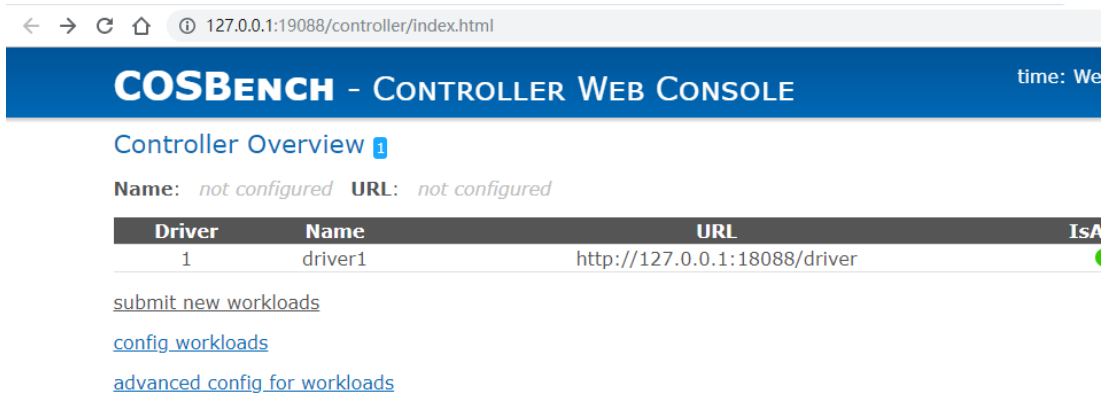 127.0.0.1:19088/controller/index.html
COSBENCH - CONTROLLER WEB CONSOLE
time: We
Controller Overview 1
Name: not configured URL: not configured
Driver Name URL IsA
1 driver1 http://127.0.0.1:18088/driver
submit new workloads
config workloads
advanced config for workloads